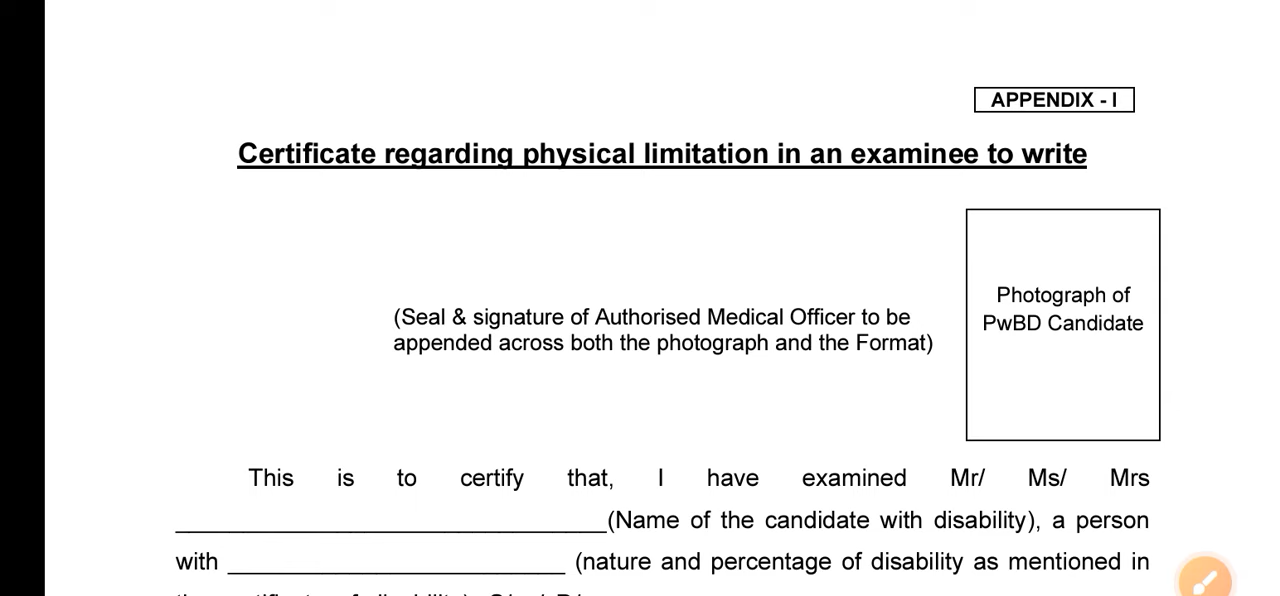 APPENDIX - I
Certificate regarding physical limitation in an examinee to write
Photograph of
PwBD Candidate
(Seal & signature of Authorised Medical Officer to be
appended across both the photograph and the Format)
This is to certify that, I have examined Mr/ Ms/ Mrs
________________________________(Name of the candidate with disability), a person
with _________________________ (nature and percentage of disability as mentioned in